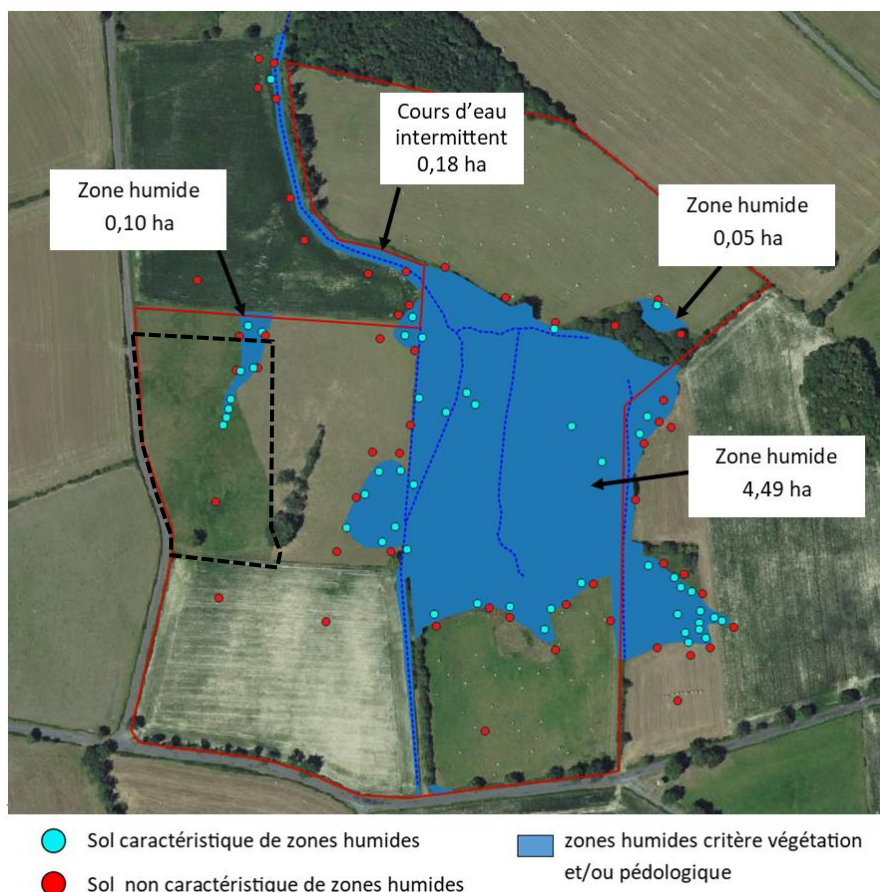 Cours d'eau
intermittent
0,18 ha
Zone humide
0,10 ha
Zone humide
0,05 ha
Zone humide
4,49 ha
Sol caractéristique de zones humides
Sol non caractéristique de zones humides
zones humides critère végétation
et/ou pédologique